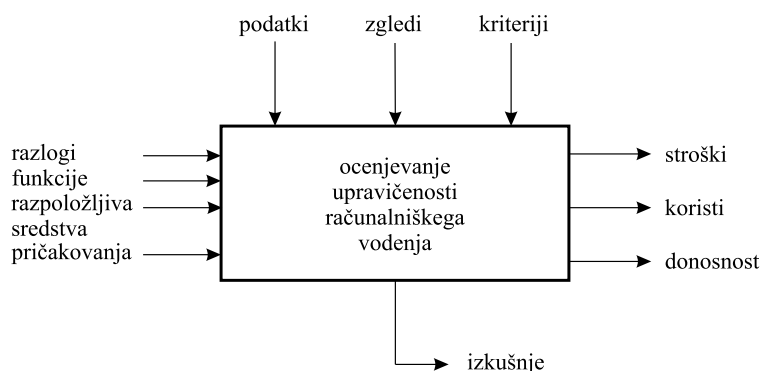 podatki zgledi kriteriji
razlogi
funkcije
razpoložljiva
sredstva
pričakovanja
ocenjevanje
upravičenosti
računalniškega
vodenja
stroški
koristi
donosnost
izkušnje